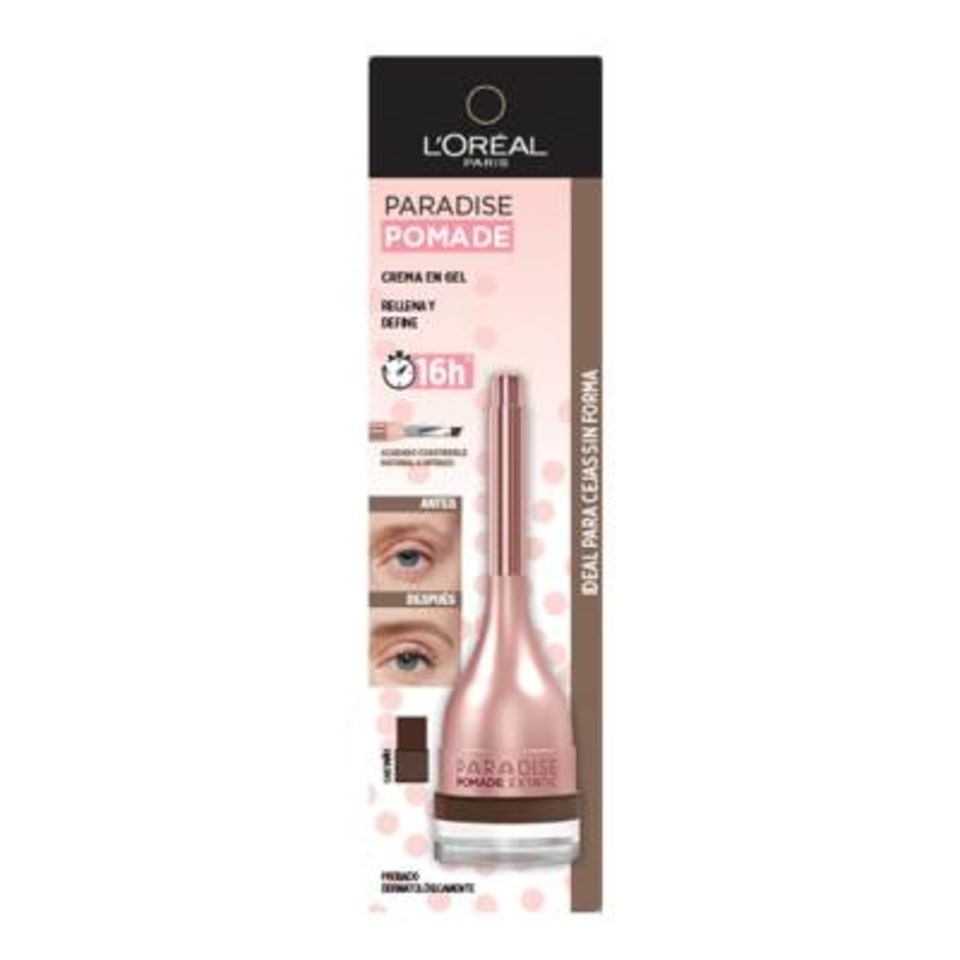 L'ORÉAL
PARIS
PARADISE
POMADE
CREMA EN GEL
RELLENA Y
DEFINE
16h
ANTES
DESPUÉS
IDEAL PARA CEJAS SIN FORMA
PARADISE
POMADE EXTATIC
PROBADO
DERMATOLÓGICAMENTE